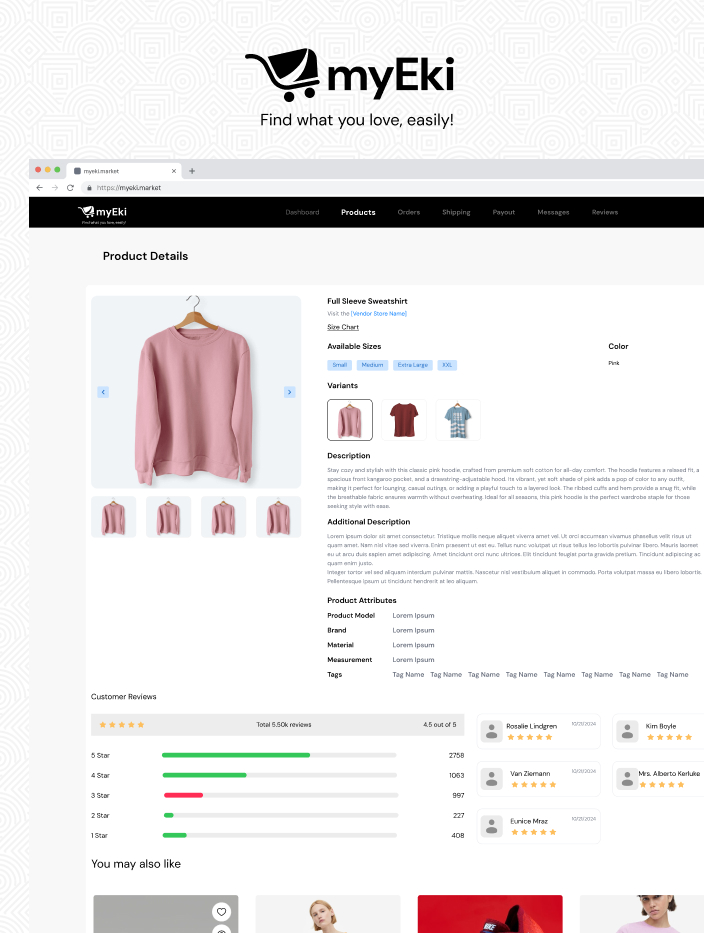 myEki
Find what you love, easily!
myeki.market
https://myeki.market
myEki
Find what you love, easily!
Dashboard Products Orders Shipping Payout Messages Reviews
Product Details
Full Sleeve Sweatshirt
Visit the [Vendor Store Name]
Size Chart
Available Sizes
Color
Small Medium Extra Large XXL
Pink
Variants
Description
Stay cozy and stylish with this classic pink hoodie, crafted from premium soft cotton for all-day comfort. The hoodie features a relaxed fit, a
spacious front kangaroo pocket, and a drawstring-adjustable hood. Its vibrant, yet soft shade of pink adds a pop of color to any outfit,
making it perfect for lounging, casual outings, or adding a playful touch to a layered look. The ribbed cuffs and hem provide a snug fit, while
the breathable fabric ensures warmth without overheating. Ideal for all seasons, this pink hoodie is the perfect wardrobe staple for those
seeking style with ease.
Additional Description
Lorem ipsum dolor sit amet consectetur. Tristique mollis neque aliquet viverra amet vel. Ut orci accumsan vivamus phasellus velit risus ut
quam amet. Nam nisl vitae sed viverra. Enim praesent ut est eu. Tellus nunc volutpat ut risus tellus leo lobortis pulvinar libero. Mauris laoreet
eu ut arcu duis sapien amet adipiscing. Amet tincidunt orci nunc ultrices. Elit tincidunt feugiat porta gravida pretium. Tincidunt adipiscing ac
quam enim justo.
Integer tortor vel sed aliquam interdum pulvinar mattis. Nascetur nisl vestibulum aliquet in commodo. Porta volutpat massa eu libero lobortis.
Pellentesque ipsum ut tincidunt hendrerit at leo aliquam.
Product Attributes
Product Model Lorem Ipsum
Brand Lorem Ipsum
Material Lorem Ipsum
Measurement Lorem Ipsum
Tags Tag Name Tag Name Tag Name Tag Name Tag Name Tag Name Tag Name Tag Name
Customer Reviews
Total 5.50k reviews 4.5 out of 5
5 Star 2758
4 Star 1063
3 Star 997
2 Star 227
1 Star 408
Rosalie Lindgren 10/21/2024
Kim Boyle
Van Ziemann 10/21/2024
Mrs. Alberto Kerluke
Eunice Mraz 10/21/2024
You may also like